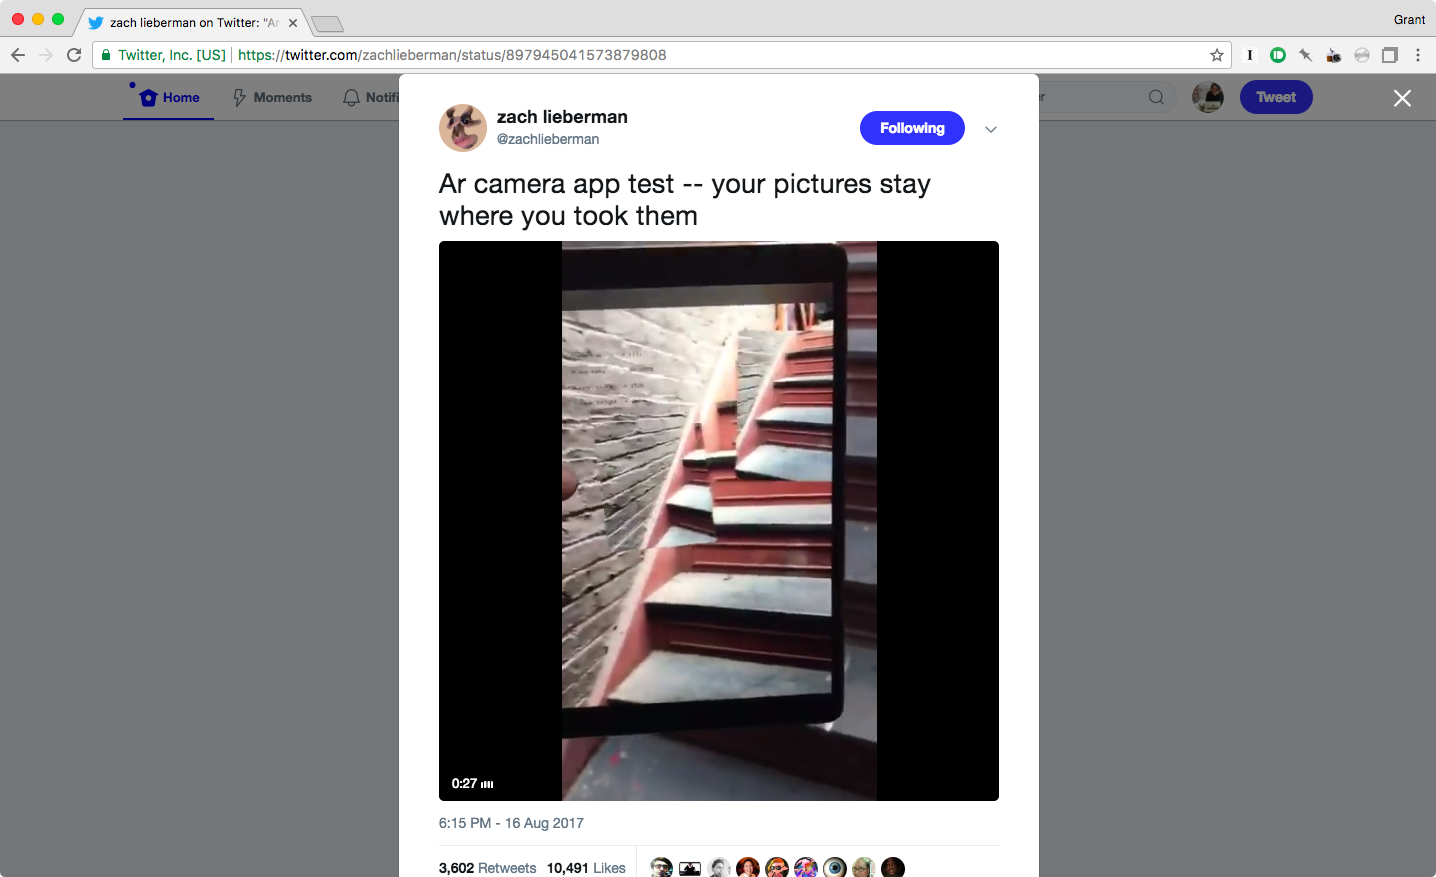 Grant
zach lieberman on Twitter: "Ar
Twitter, Inc. [US]
https://twitter.com/zachlieberman/status/897945041573879808
Home
Moments
Notifi
er
Tweet
zach lieberman
@zachlieberman
Following
Ar camera app test -- your pictures stay
where you took them
0:27
6:15 PM - 16 Aug 2017
3,602 Retweets 10,491 Likes